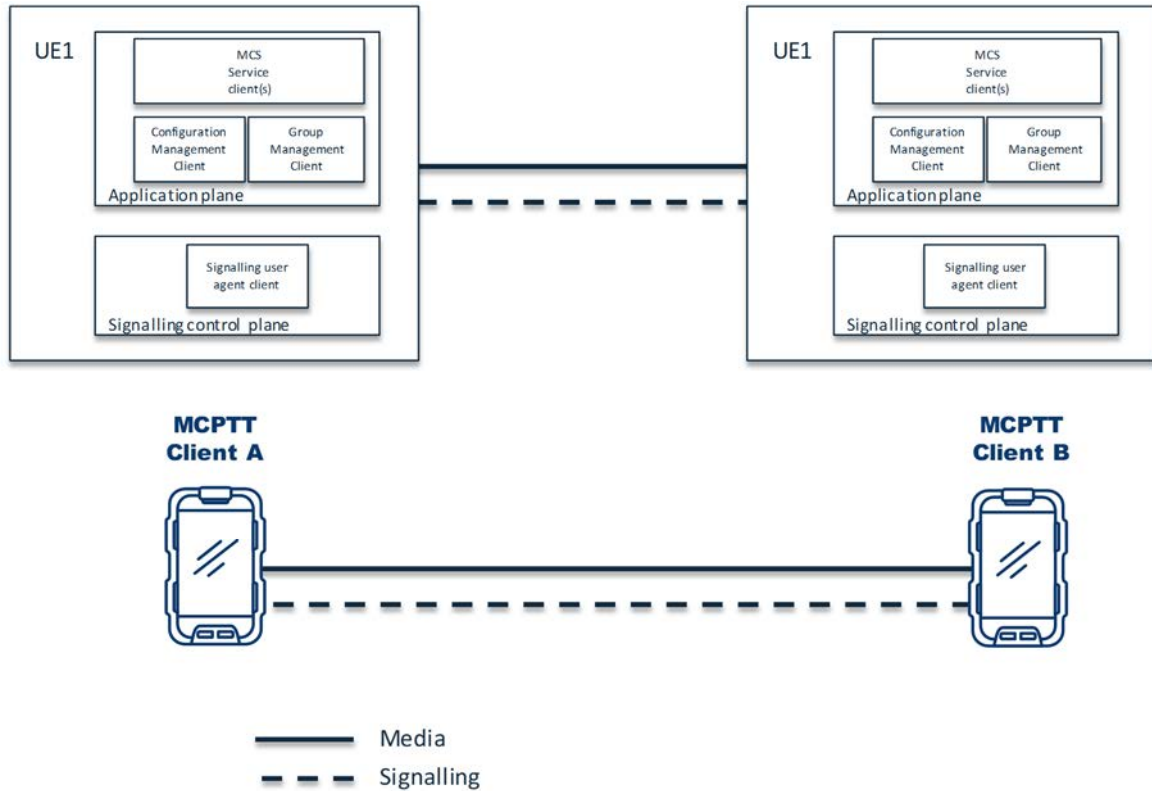 UE1
MCS
Service
client(s)
Configuration
Management
Client
Group
Management
Client
Application plane
Signalling user
agent client
Signalling control plane
UE1
MCS
Service
client(s)
Configuration
Management
Client
Group
Management
Client
Application plane
Signalling user
agent client
Signalling control plane
MCPTT
Client A
MCPTT
Client B
Media
Signalling